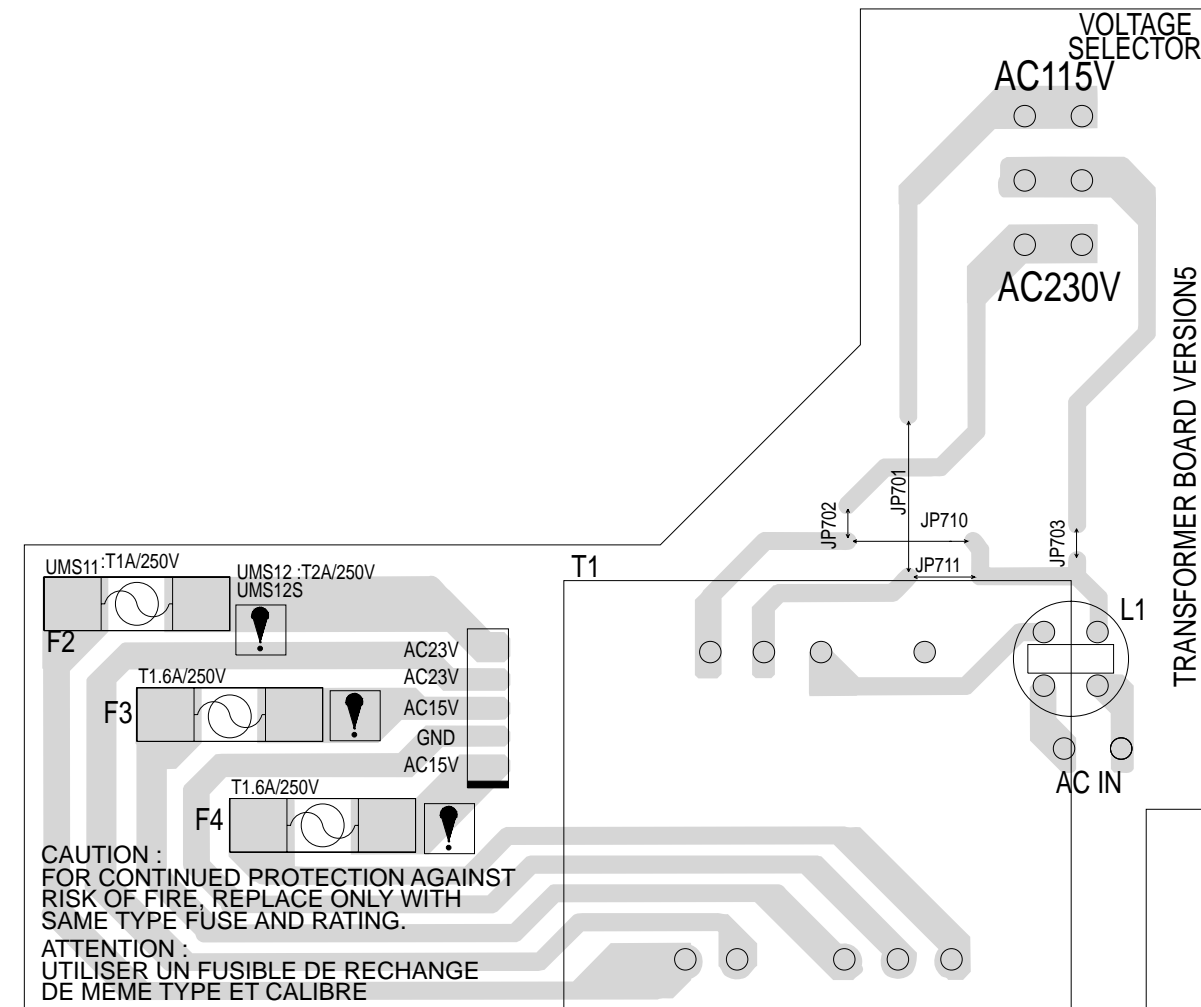 VOLTAGE
SELECTOR
AC115V
AC230V
TRANSFORMER BOARD VERSION5
JP701
JP702
JP710
JP703
JP711
T1
L1
AC IN
UMS11 :T1A/250V
UMS12 :T2A/250V
UMS12S
F2
AC23V
AC23V
AC15V
GND
AC15V
T1.6A/250V
F3
T1.6A/250V
F4
CAUTION :
FOR CONTINUED PROTECTION AGAINST
RISK OF FIRE, REPLACE ONLY WITH
SAME TYPE FUSE AND RATING.
ATTENTION :
UTILISER UN FUSIBLE DE RECHANGE
DE MEME TYPE ET CALIBRE